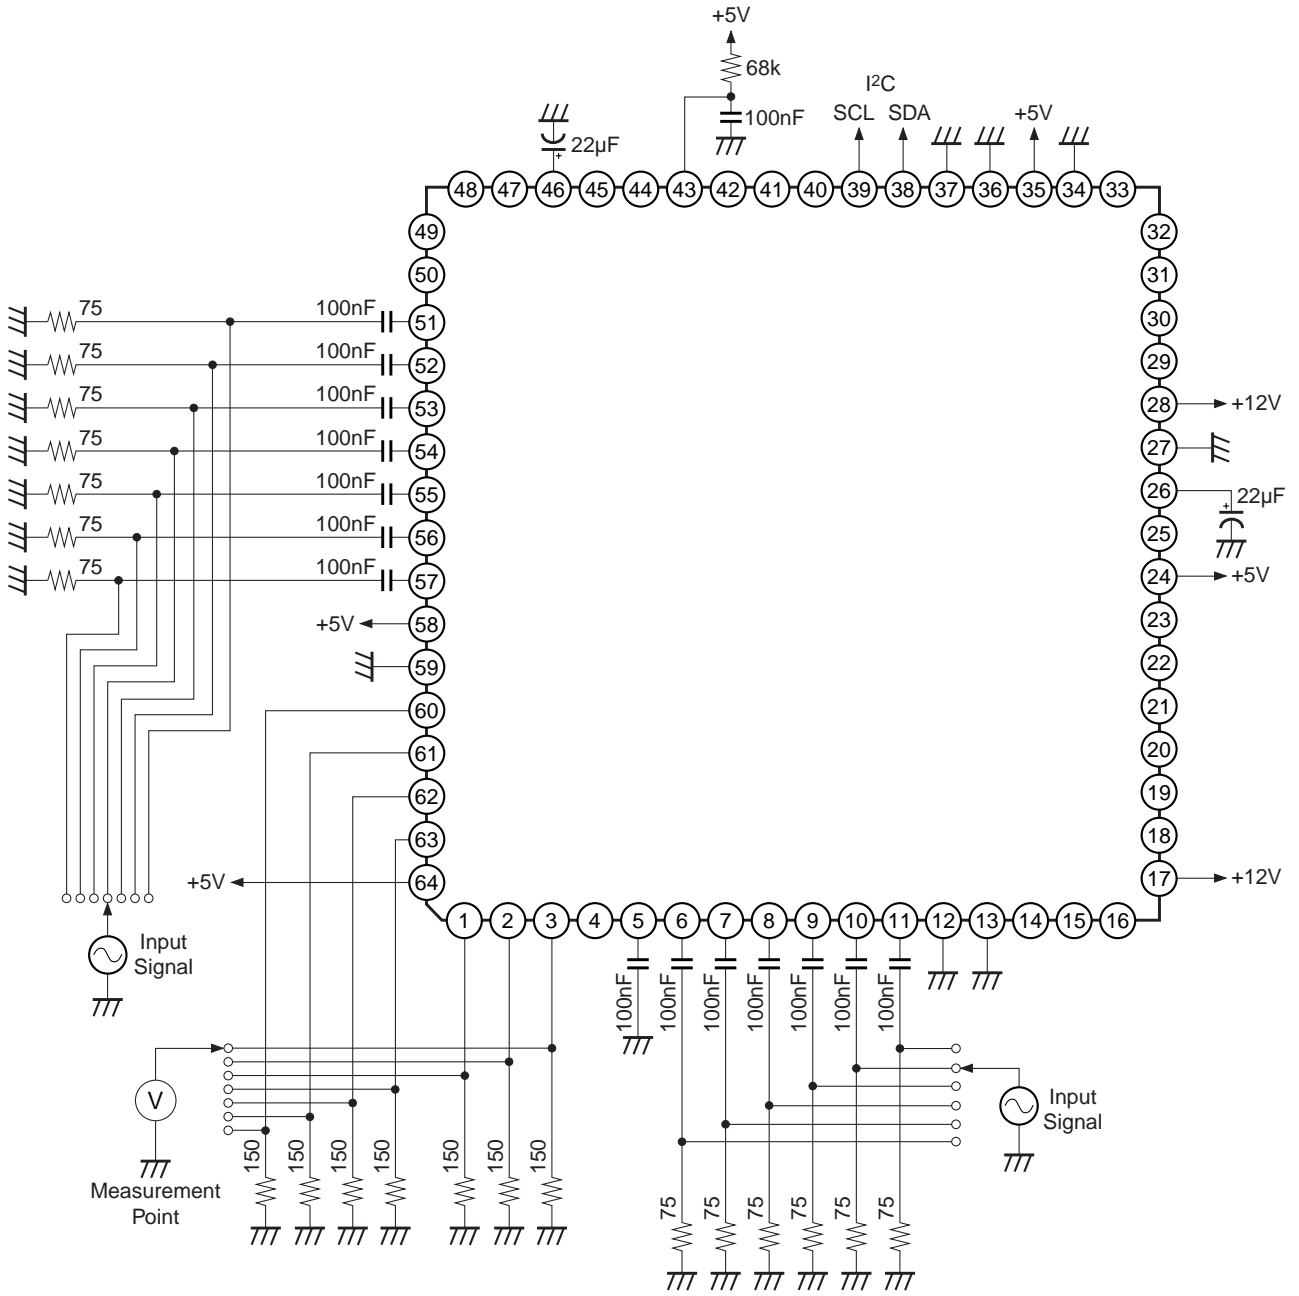 +5V
68k
100nF
I²C
SCL SDA
+5V
22µF
+
48 47 46 45 44 43 42 41 40 39 38 37 36 35 34 33
49
50
75 100nF 51
75 100nF 52
75 100nF 53
75 100nF 54
75 100nF 55
75 100nF 56
75 100nF 57
+5V 58
59
60
61
62
63
+5V 64
32
31
30
29
28 +12V
27
26 22µF
+
25
24 +5V
23
22
21
20
19
18
17 +12V
1 2 3 4 5 6 7 8 9 10 11 12 13 14 15 16
Input
Signal
100nF 100nF 100nF 100nF 100nF 100nF 100nF
V
Measurement
Point
150 150 150 150 150 150 150
Input
Signal
75 75 75 75 75 75